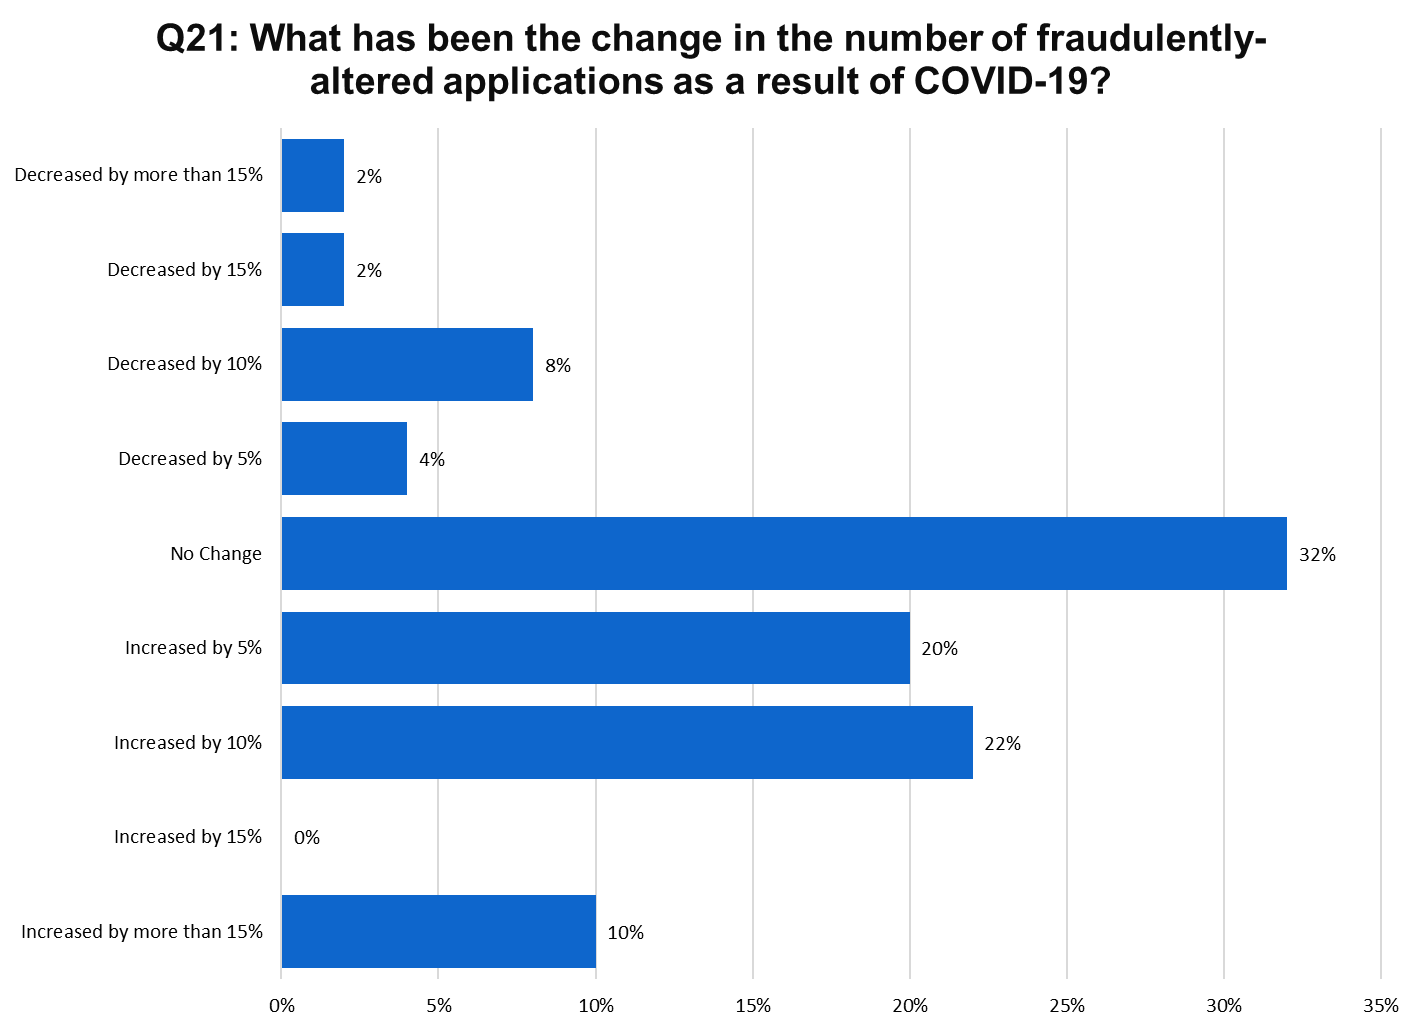 Q21: What has been the change in the number of fraudulently-
altered applications as a result of COVID-19?
Decreased by more than 15%
2%
Decreased by 15%
2%
Decreased by 10%
8%
Decreased by 5%
4%
No Change
32%
Increased by 5%
20%
Increased by 10%
22%
Increased by 15%
0%
Increased by more than 15%
10%
0%
5%
10%
15%
20%
25%
30%
35%